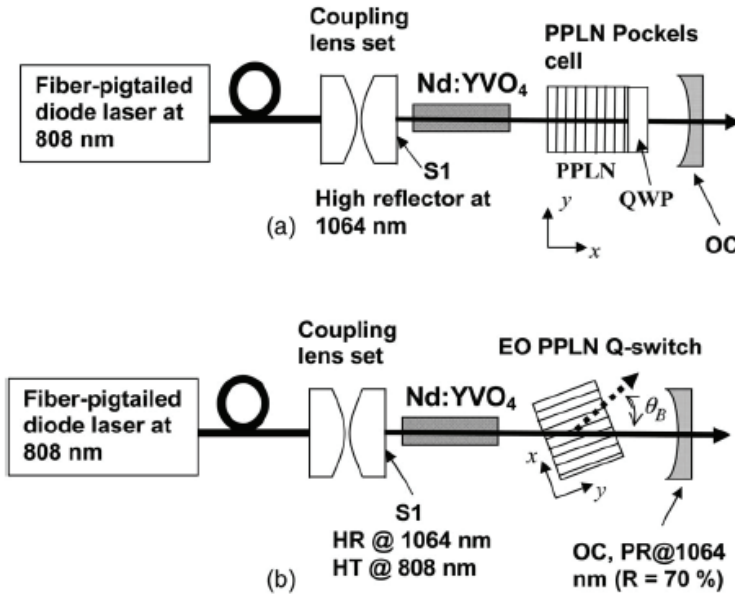 Coupling
lens set
PPLN Pockels
cell
Fiber-pigtailed
diode laser at
808 nm
Nd:YVO₄
S1
High reflector at
1064 nm
PPLN
QWP
OC
y
x
(a)
Coupling
lens set
EO PPLN Q-switch
Fiber-pigtailed
diode laser at
808 nm
Nd:YVO₄
θ_B
x
y
S1
HR @ 1064 nm
HT @ 808 nm
OC, PR@1064
nm (R = 70 %)
(b)